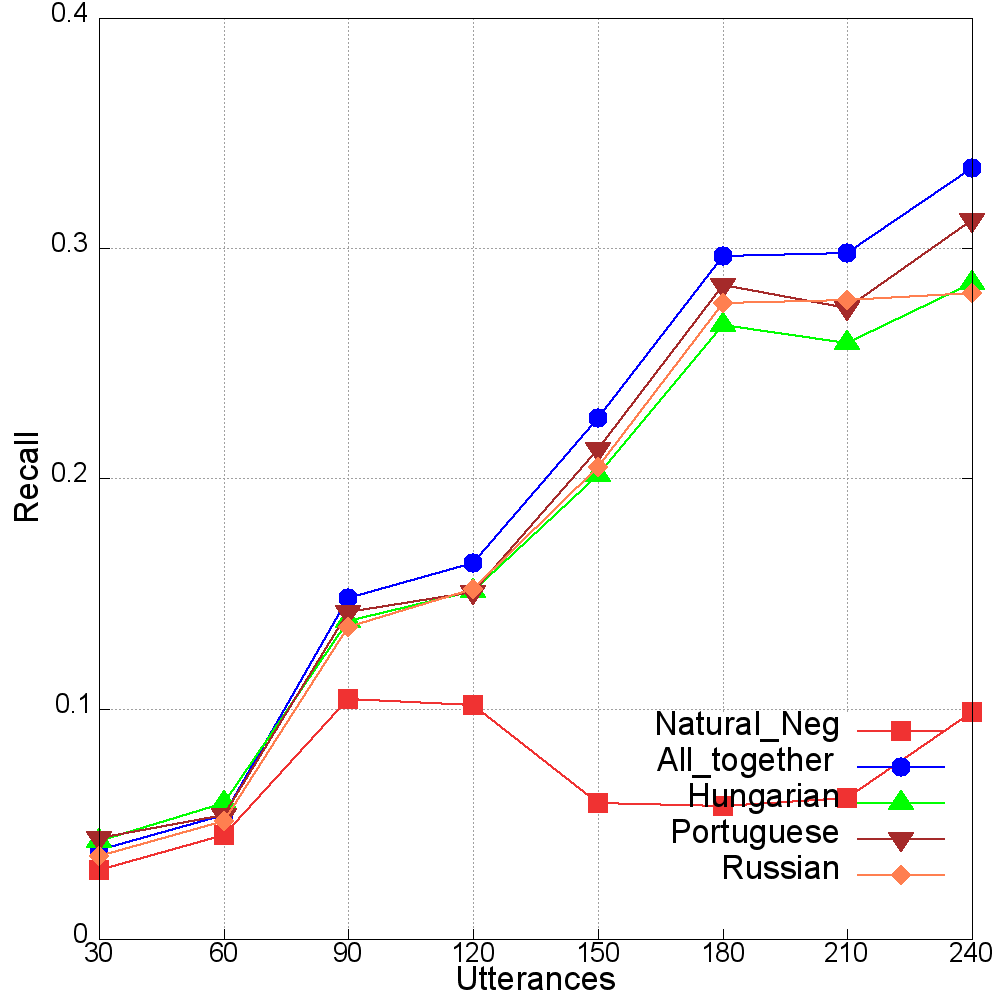 0.4
0.3
0.2
0.1
0
Recall
30 60 90 120 150 180 210 240
Utterances
Natural_Neg
All_together
Hungarian
Portuguese
Russian